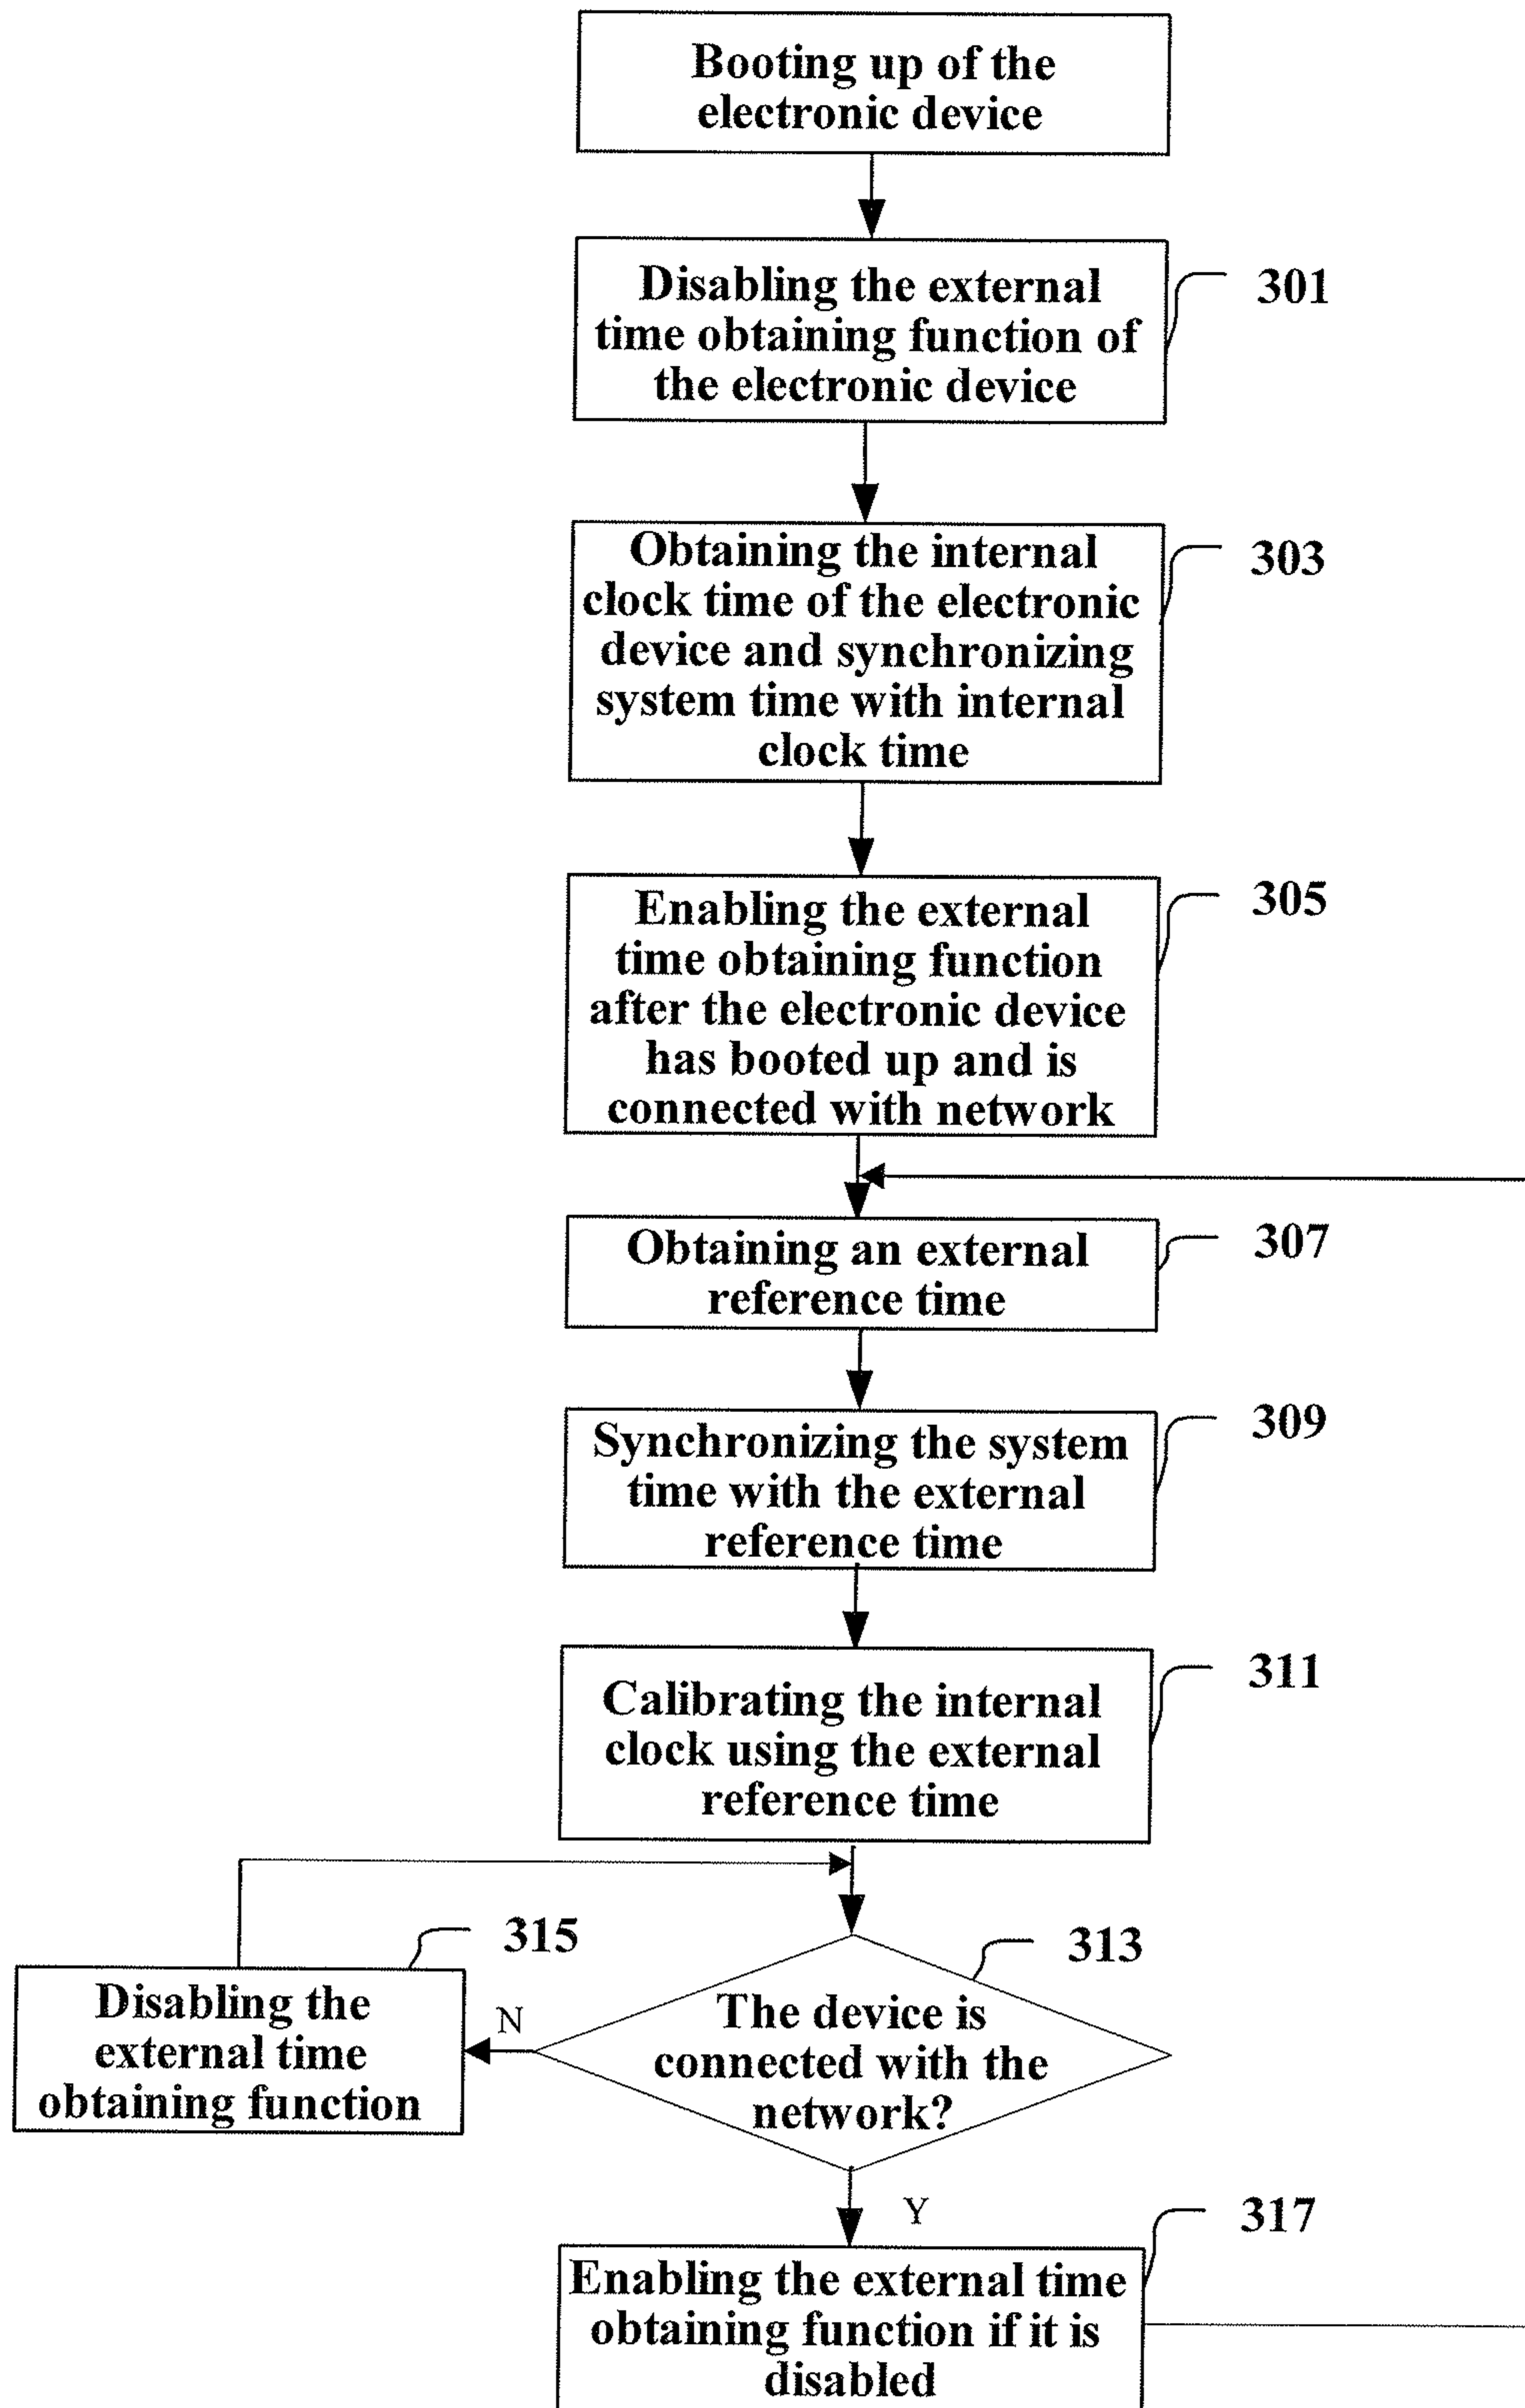 Booting up of the
electronic device
Disabling the external
time obtaining function of
the electronic device
301
Obtaining the internal
clock time of the electronic
device and synchronizing
system time with internal
clock time
303
Enabling the external
time obtaining function
after the electronic device
has booted up and is
connected with network
305
Obtaining an external
reference time
307
Synchronizing the system
time with the external
reference time
309
Calibrating the internal
clock using the external
reference time
311
315
Disabling the
external time
obtaining function
N
313
The device is
connected with the
network?
Y
317
Enabling the external time
obtaining function if it is
disabled